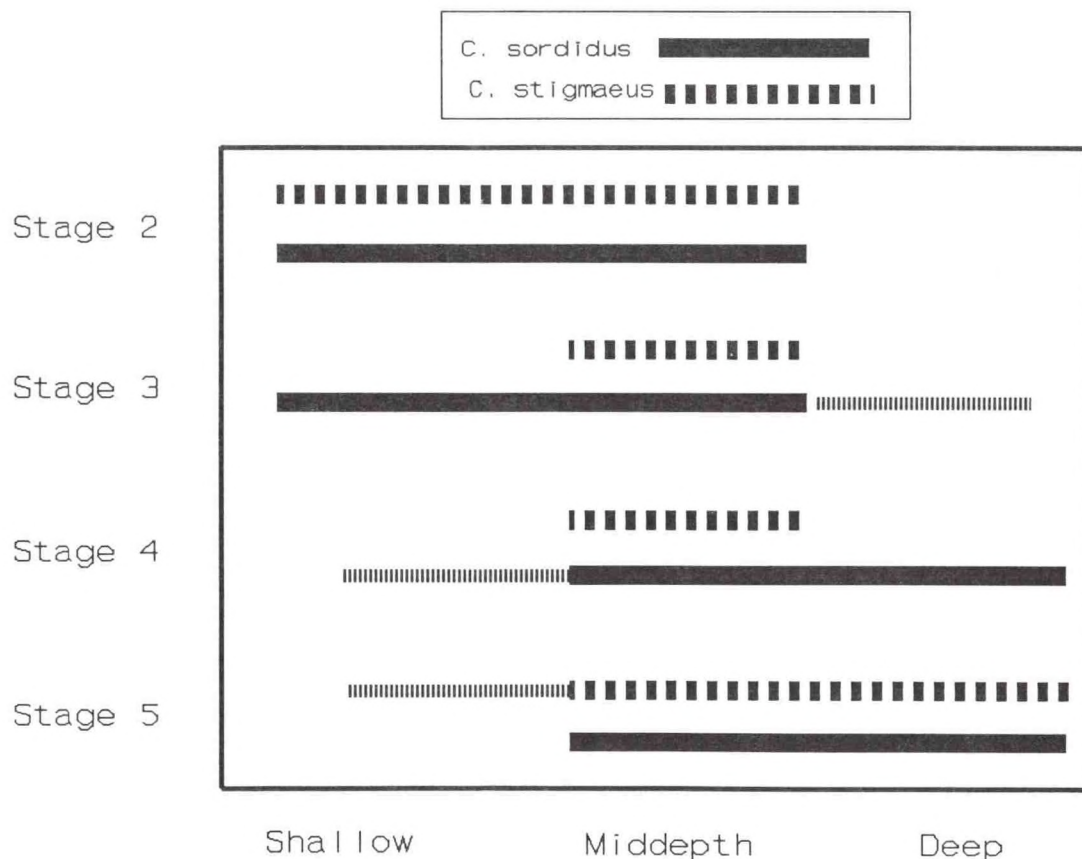 C. sordidus
C. stigmaeus
Stage 2
Stage 3
Stage 4
Stage 5
Shallow Middepth Deep